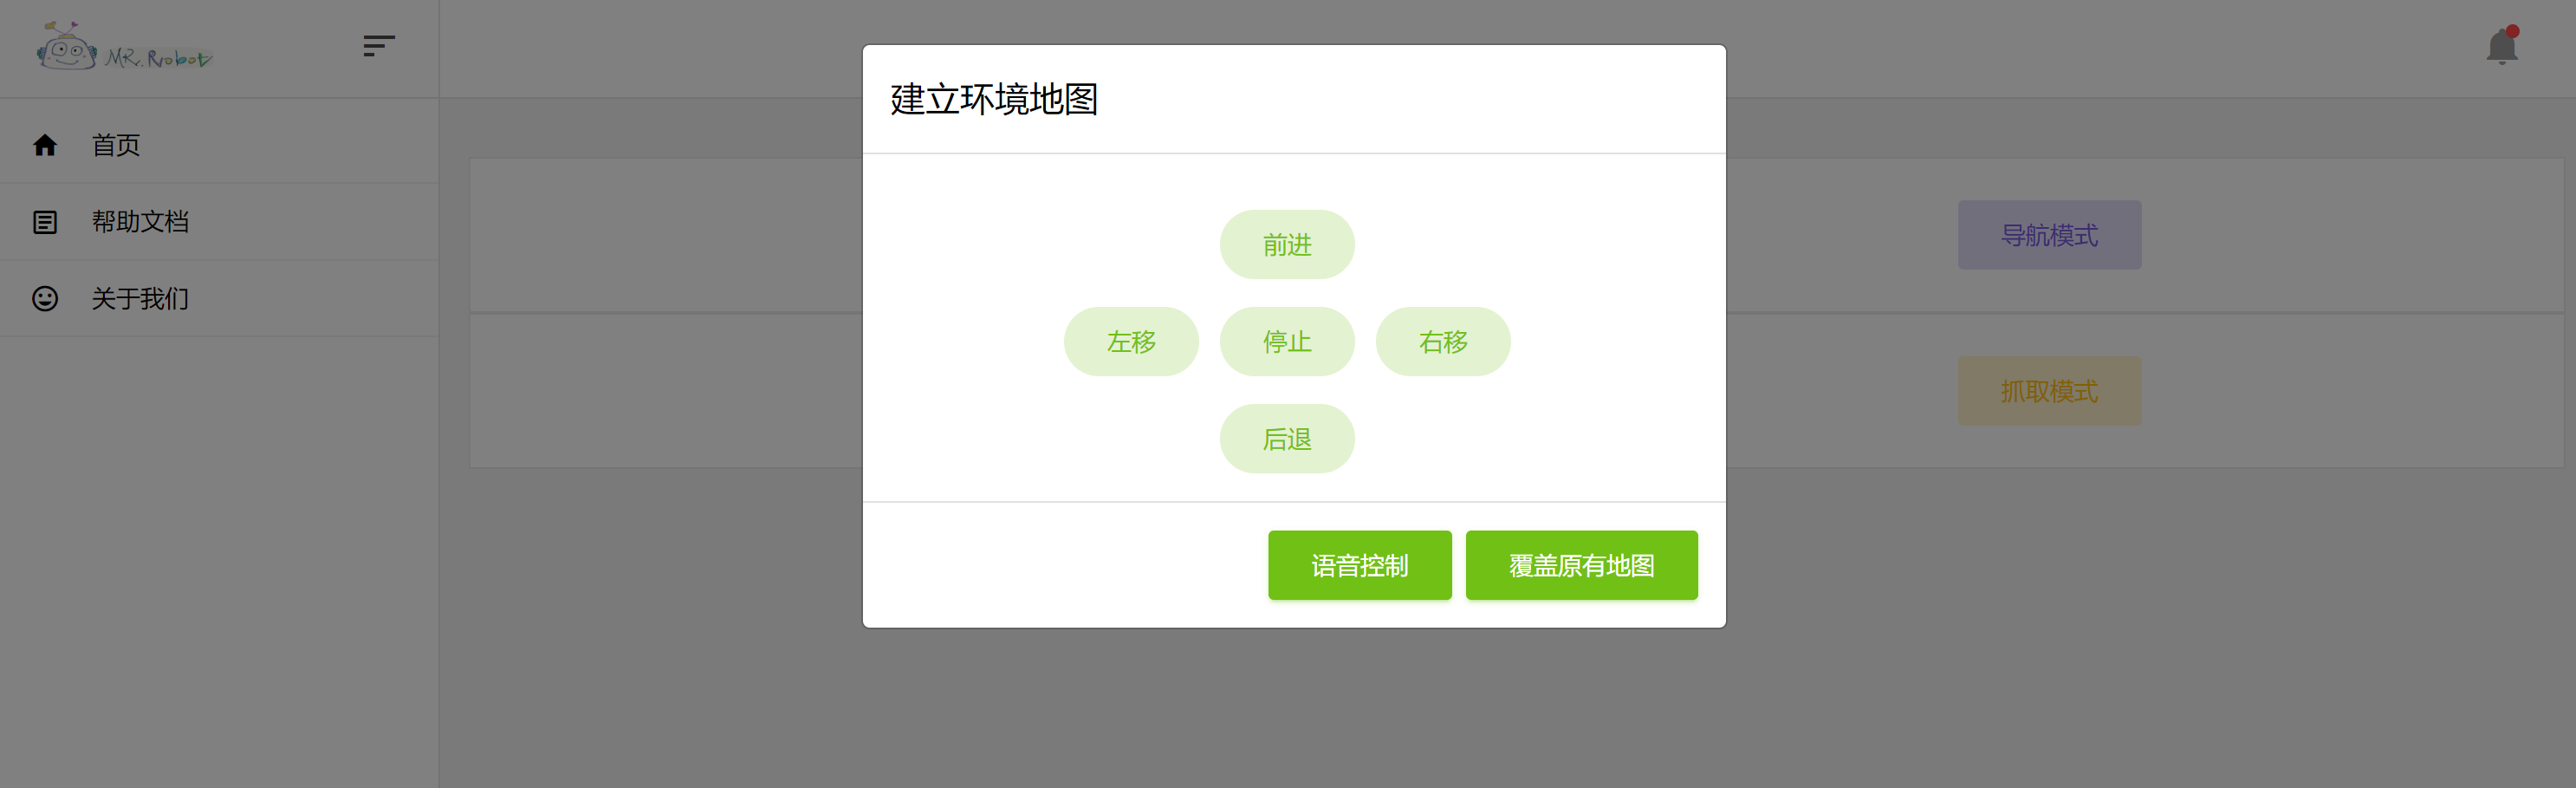 MR.Robot
首页
帮助文档
关于我们
建立环境地图
前进
左移
停止
右移
后退
语音控制
覆盖原有地图
导航模式
抓取模式